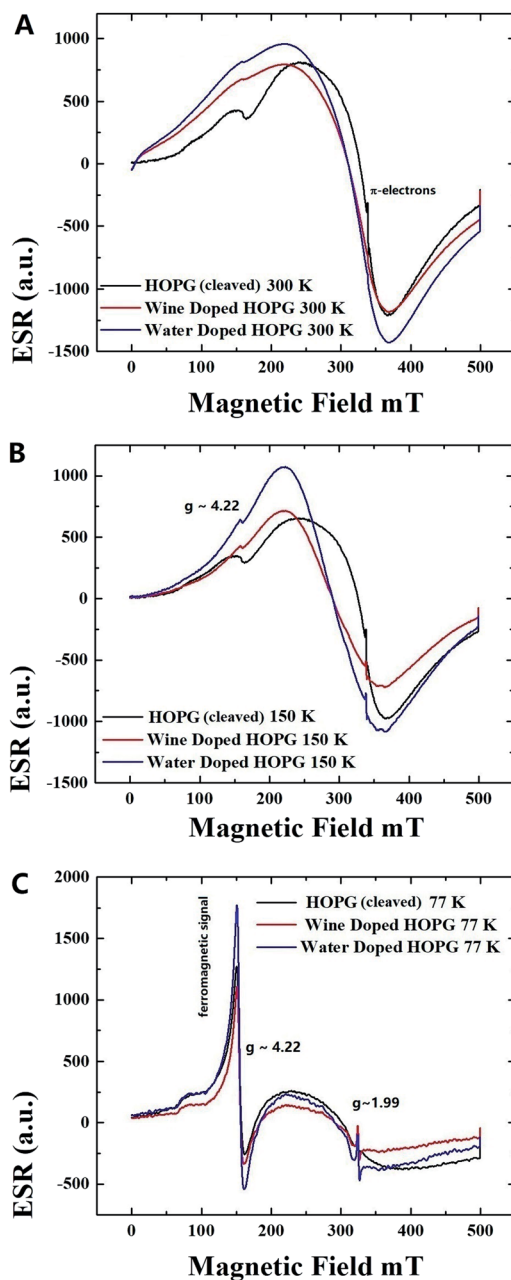 A
1000
500
0
-500
-1000
-1500
ESR (a.u.)
π-electrons
HOPG (cleaved) 300 K
Wine Doped HOPG 300 K
Water Doped HOPG 300 K
0 100 200 300 400 500
Magnetic Field mT
B
1000
500
0
-500
-1000
-1500
ESR (a.u.)
g ~ 4.22
HOPG (cleaved) 150 K
Wine Doped HOPG 150 K
Water Doped HOPG 150 K
0 100 200 300 400 500
Magnetic Field mT
C
2000
1500
1000
500
0
-500
ESR (a.u.)
HOPG (cleaved) 77 K
Wine Doped HOPG 77 K
Water Doped HOPG 77 K
ferromagnetic signal
g ~ 4.22
g~1.99
0 100 200 300 400 500
Magnetic Field mT